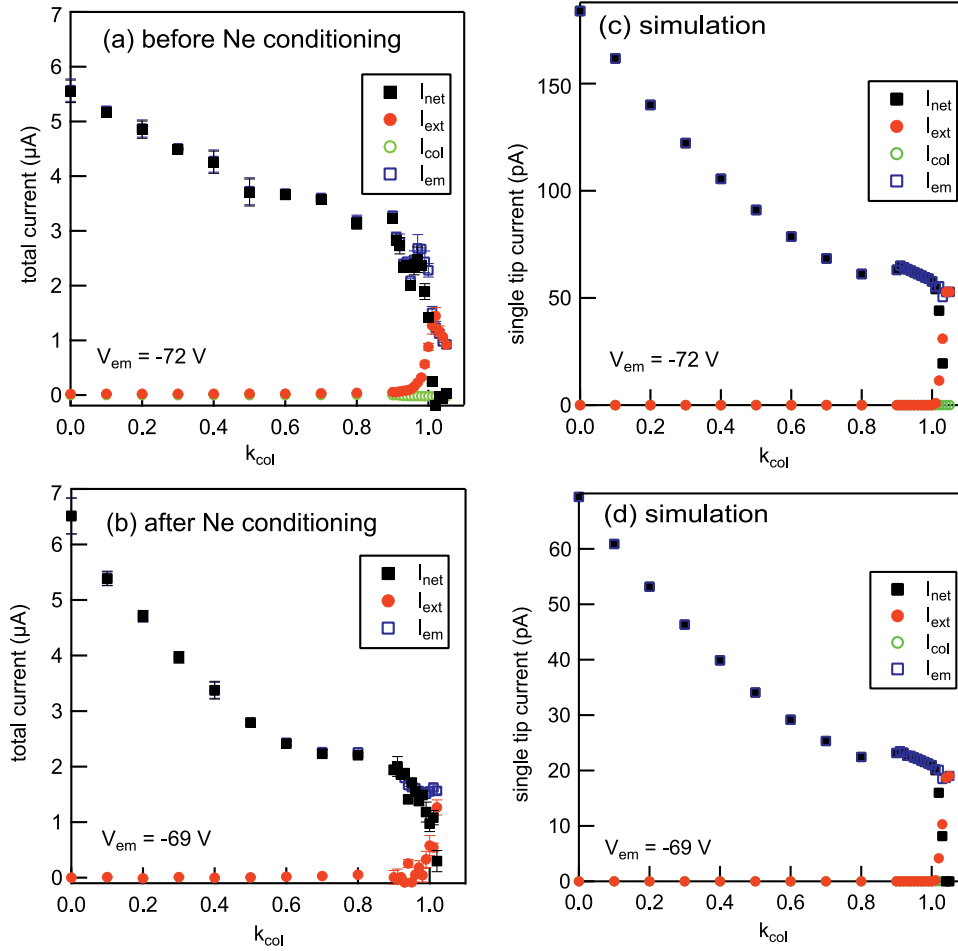 (a) before Ne conditioning
total current (µA)
7
6
5
4
3
2
1
0
I_net
I_ext
I_col
I_em
V_em = -72 V
0.0 0.2 0.4 0.6 0.8 1.0
k_col
(c) simulation
single tip current (pA)
150
100
50
0
I_net
I_ext
I_col
I_em
V_em = -72 V
0.0 0.2 0.4 0.6 0.8 1.0
k_col
(b) after Ne conditioning
total current (µA)
7
6
5
4
3
2
1
0
I_net
I_ext
I_em
V_em = -69 V
0.0 0.2 0.4 0.6 0.8 1.0
k_col
(d) simulation
single tip current (pA)
60
50
40
30
20
10
0
I_net
I_ext
I_col
I_em
V_em = -69 V
0.0 0.2 0.4 0.6 0.8 1.0
k_col